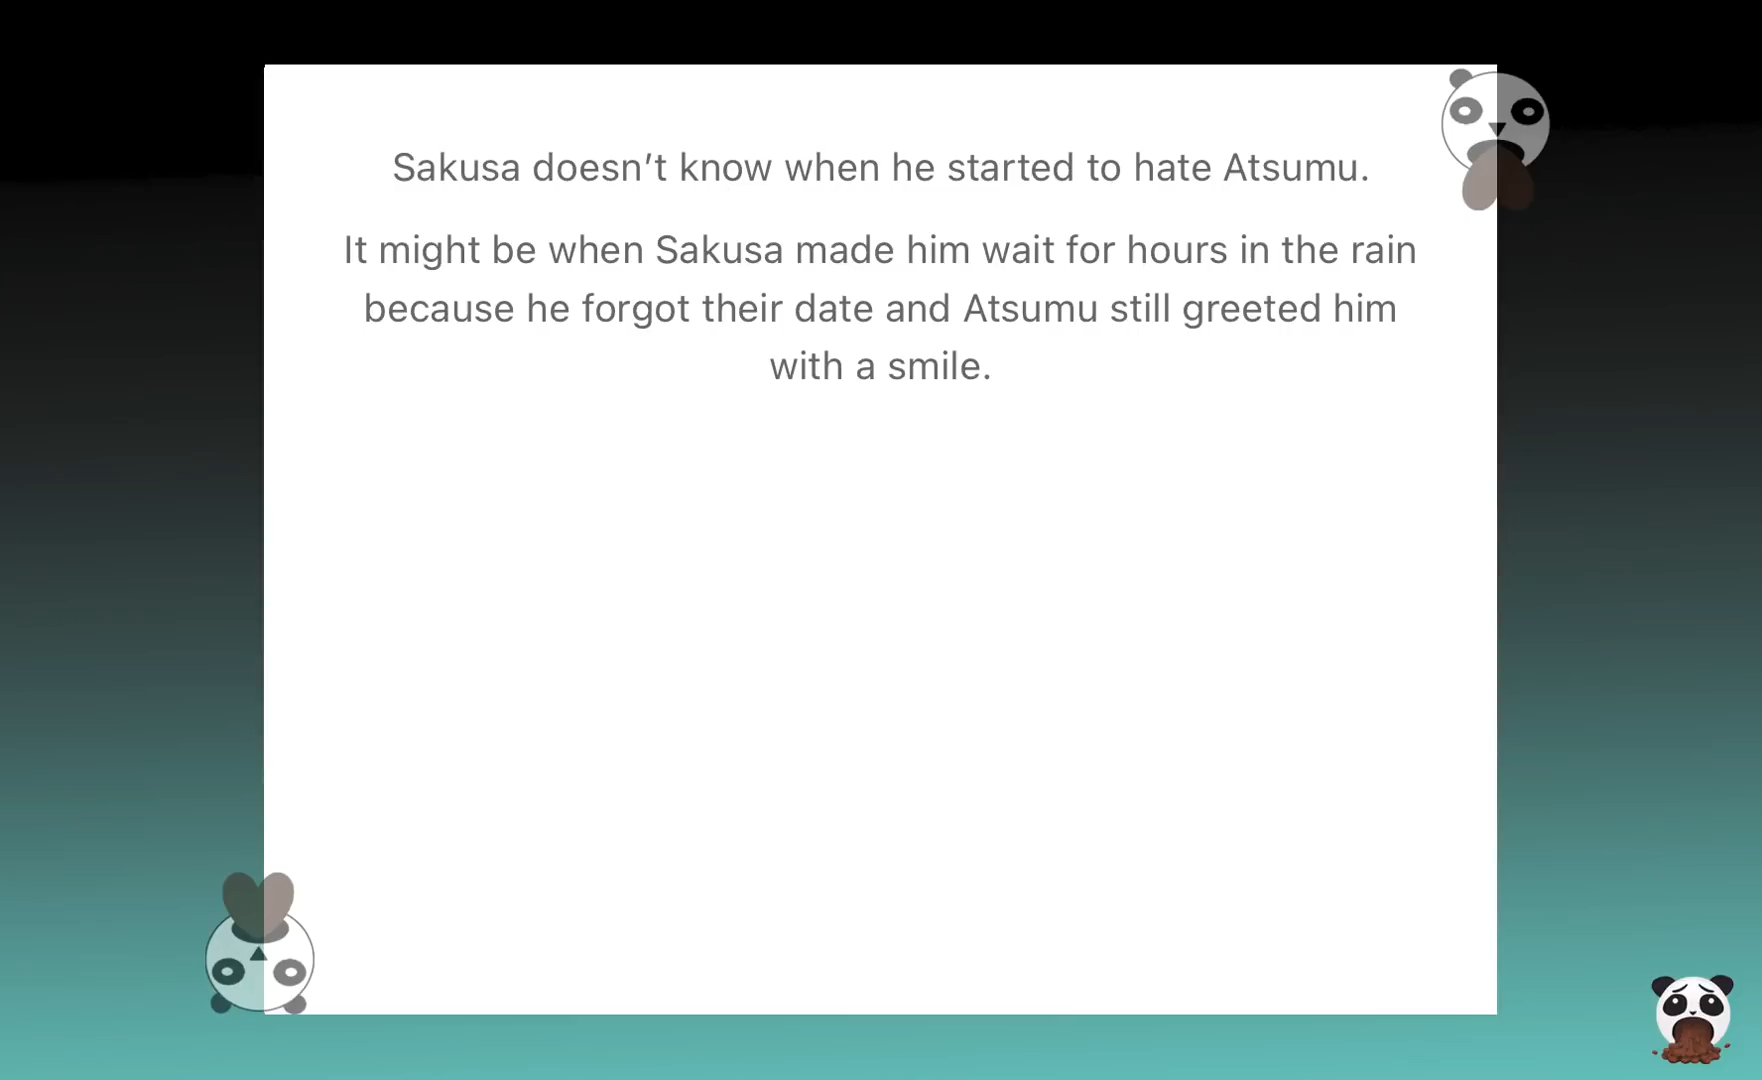 Sakusa doesn’t know when he started to hate Atsumu.
It might be when Sakusa made him wait for hours in the rain
because he forgot their date and Atsumu still greeted him
with a smile.